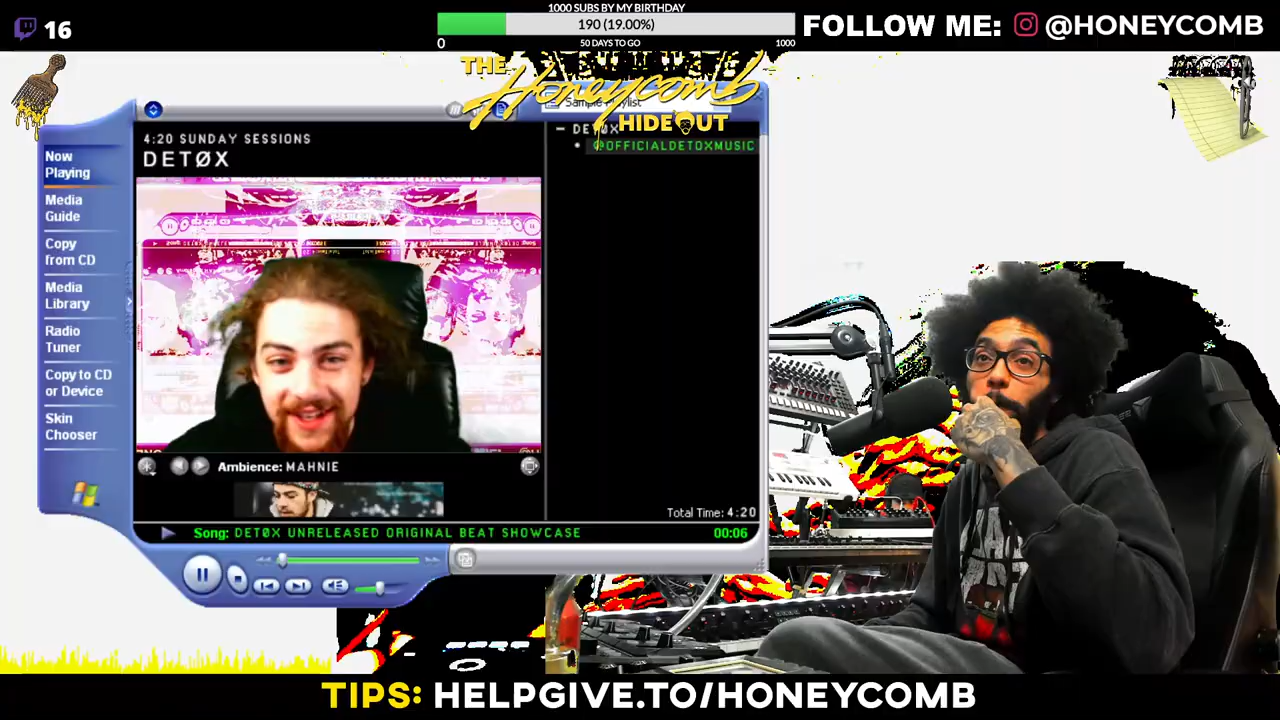 16
1000 SUBS BY MY BIRTHDAY
190 (19.00%)
0
50 DAYS TO GO
1000
FOLLOW ME: @HONEYCOMB
THE
Honeycomb
HIDEOUT
Sample Playlist
4:20 SUNDAY SESSIONS
DETØX
DETØX
@OFFICIALDETOXMUSIC
Now
Playing
Media
Guide
Copy
from CD
Media
Library
Radio
Tuner
Copy to CD
or Device
Skin
Chooser
Ambience: MAHNIE
Total Time: 4:20
Song: DETØX UNRELEASED ORIGINAL BEAT SHOWCASE
00:06
TIPS: HELPGIVE.TO/HONEYCOMB